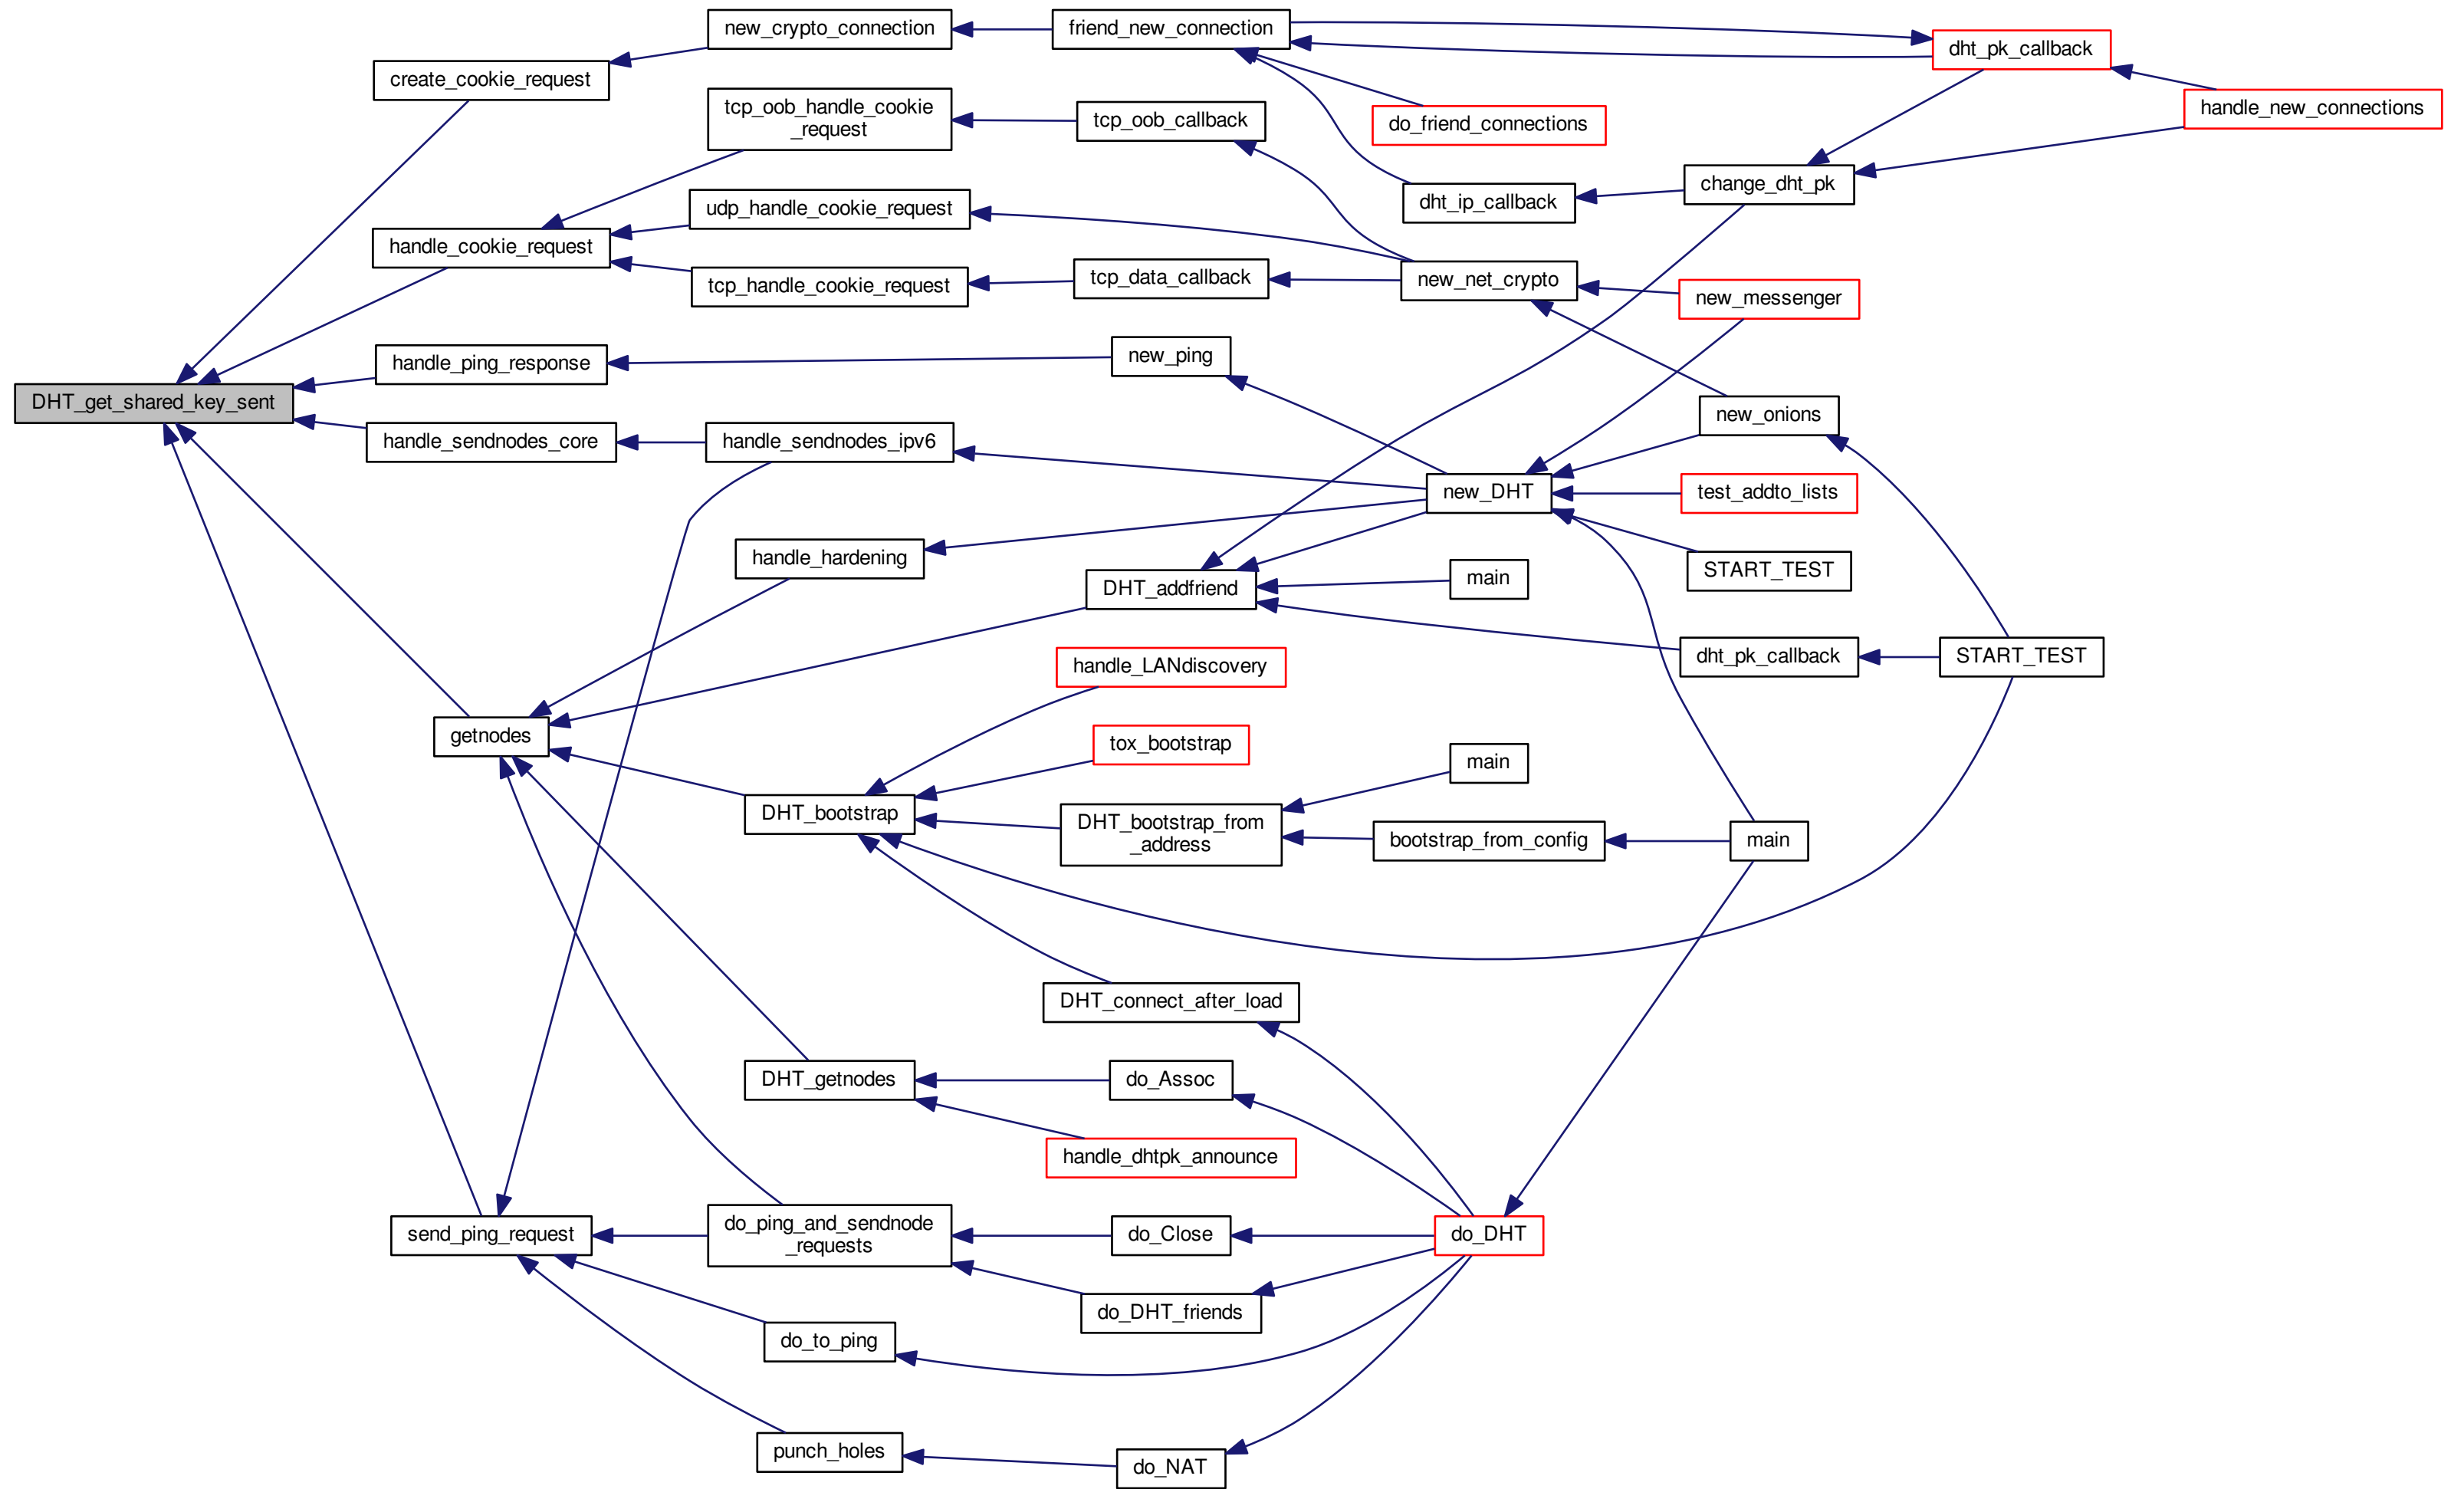 new_crypto_connection
friend_new_connection
dht_pk_callback
create_cookie_request
handle_new_connections
tcp_oob_handle_cookie
_request
tcp_oob_callback
do_friend_connections
change_dht_pk
dht_ip_callback
udp_handle_cookie_request
handle_cookie_request
tcp_handle_cookie_request
tcp_data_callback
new_net_crypto
new_messenger
handle_ping_response
new_ping
DHT_get_shared_key_sent
new_onions
handle_sendnodes_core
handle_sendnodes_ipv6
new_DHT
test_addto_lists
handle_hardening
START_TEST
DHT_addfriend
main
dht_pk_callback
START_TEST
handle_LANdiscovery
getnodes
tox_bootstrap
main
DHT_bootstrap
DHT_bootstrap_from
_address
bootstrap_from_config
main
DHT_connect_after_load
DHT_getnodes
do_Assoc
handle_dhtpk_announce
send_ping_request
do_ping_and_sendnode
_requests
do_Close
do_DHT
do_DHT_friends
do_to_ping
punch_holes
do_NAT